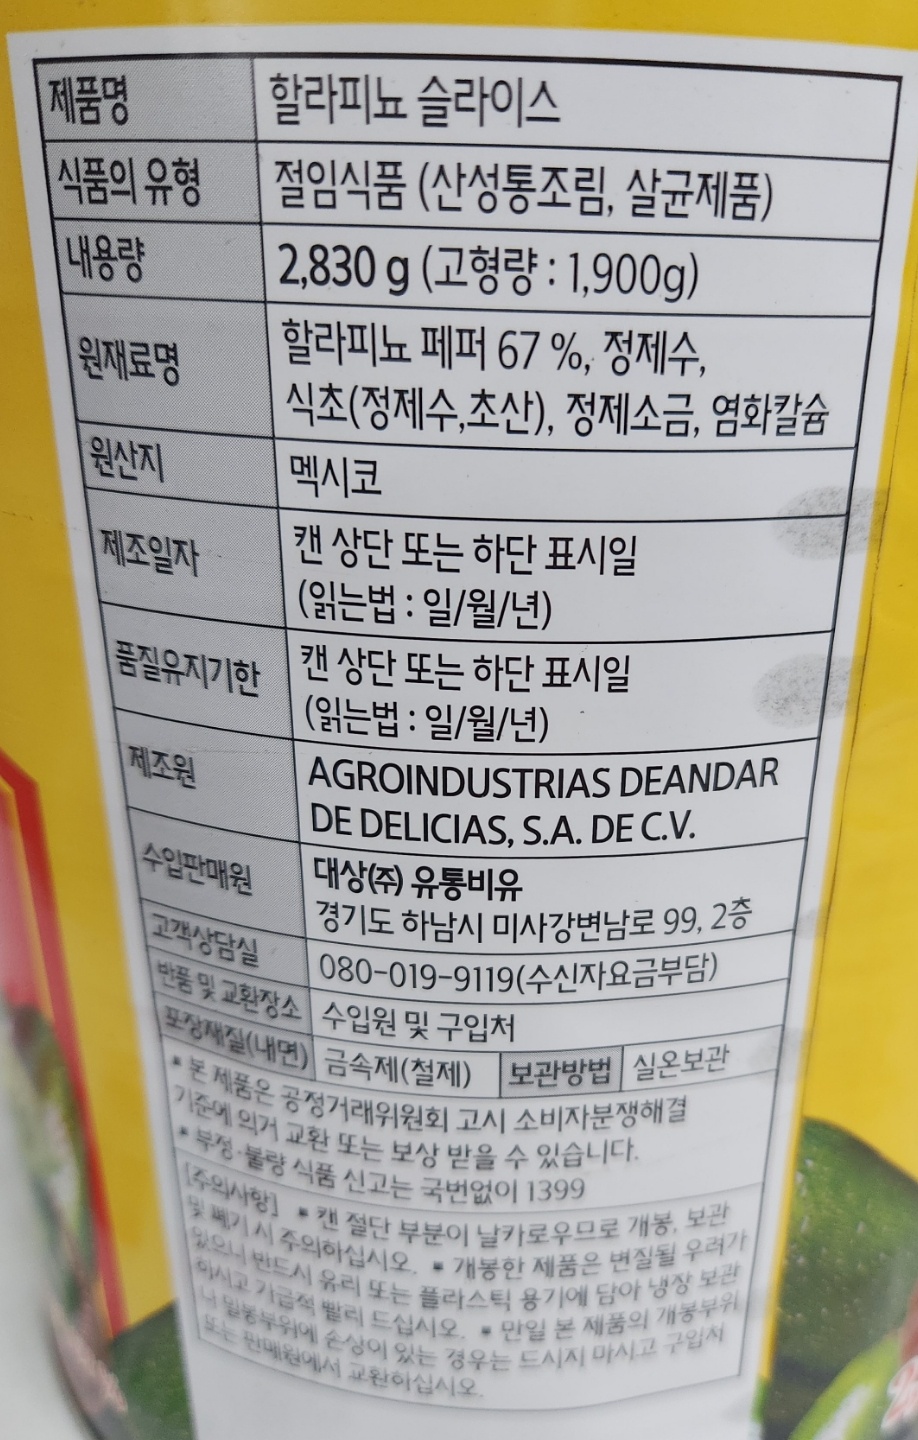 제품명 할라피뇨 슬라이스
식품의 유형 절임식품 (산성통조림, 살균제품)
내용량 2,830 g (고형량 : 1,900g)
원재료명 할라피뇨 페퍼 67 %, 정제수,
식초(정제수,초산), 정제소금, 염화칼슘
원산지 멕시코
제조일자 캔 상단 또는 하단 표시일
(읽는법 : 일/월/년)
품질유지기한 캔 상단 또는 하단 표시일
(읽는법 : 일/월/년)
제조원 AGROINDUSTRIAS DEANDAR
DE DELICIAS, S.A. DE C.V.
수입판매원 대상(주) 유통비유
경기도 하남시 미사강변남로 99, 2층
고객상담실 080-019-9119(수신자요금부담)
반품 및 교환장소 수입원 및 구입처
포장재질(내면) 금속제(철제) 보관방법 실온보관
▪ 본 제품은 공정거래위원회 고시 소비자분쟁해결
기준에 의거 교환 또는 보상 받을 수 있습니다.
▪ 부정·불량 식품 신고는 국번없이 1399
[주의사항] ▪ 캔 절단 부분이 날카로우므로 개봉, 보관
및 폐기 시 주의하십시오. ▪ 개봉한 제품은 변질될 우려가
있으니 반드시 유리 또는 플라스틱 용기에 담아 냉장 보관
하시고 가급적 빨리 드십시오. ▪ 만일 본 제품의 개봉부위
나 밀봉부위에 손상이 있는 경우는 드시지 마시고 구입처
또는 판매원에서 교환하십시오.